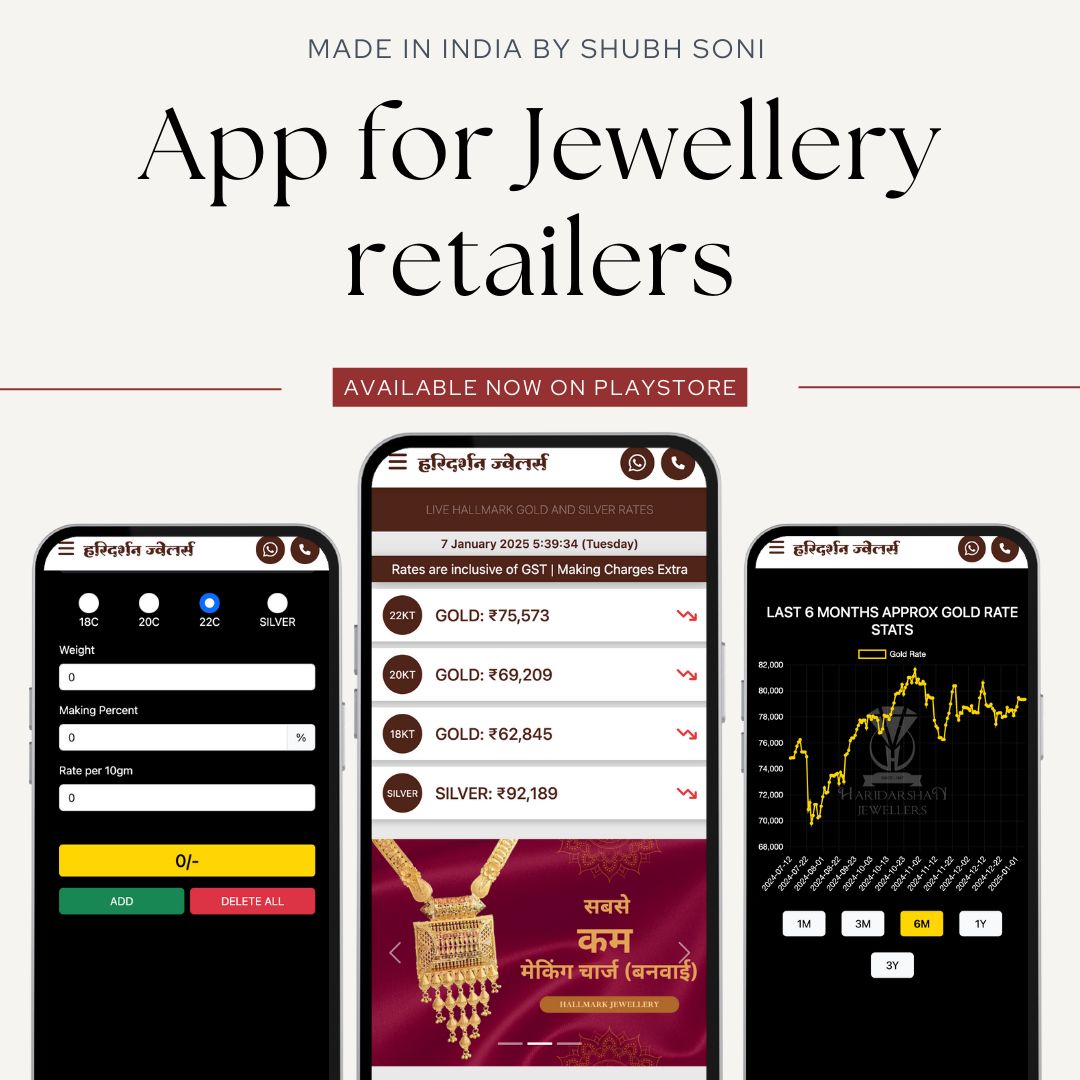 MADE IN INDIA BY SHUBH SONI
App for Jewellery
retailers
AVAILABLE NOW ON PLAYSTORE
हरिदर्शन ज्वेलर्स
18C
20C
22C
SILVER
Weight
0
Making Percent
0
%
Rate per 10gm
0
0/-
ADD
DELETE ALL
हरिदर्शन ज्वेलर्स
LIVE HALLMARK GOLD AND SILVER RATES
7 January 2025 5:39:34 (Tuesday)
Rates are inclusive of GST | Making Charges Extra
22KT
GOLD: ₹75,573
20KT
GOLD: ₹69,209
18KT
GOLD: ₹62,845
SILVER
SILVER: ₹92,189
सबसे
कम
मेकिंग चार्ज (बनवाई)
HALLMARK JEWELLERY
हरिदर्शन ज्वेलर्स
LAST 6 MONTHS APPROX GOLD RATE
STATS
Gold Rate
82,000
80,000
78,000
76,000
74,000
72,000
70,000
68,000
HARIDARSHAN
JEWELLERS
2024-07-12
2024-07-22
2024-08-01
2024-08-22
2024-08-23
2024-10-03
2024-10-13
2024-10-23
2024-11-02
2024-11-12
2024-11-22
2024-12-02
2024-12-12
2024-12-22
2025-01-01
1M
3M
6M
1Y
3Y